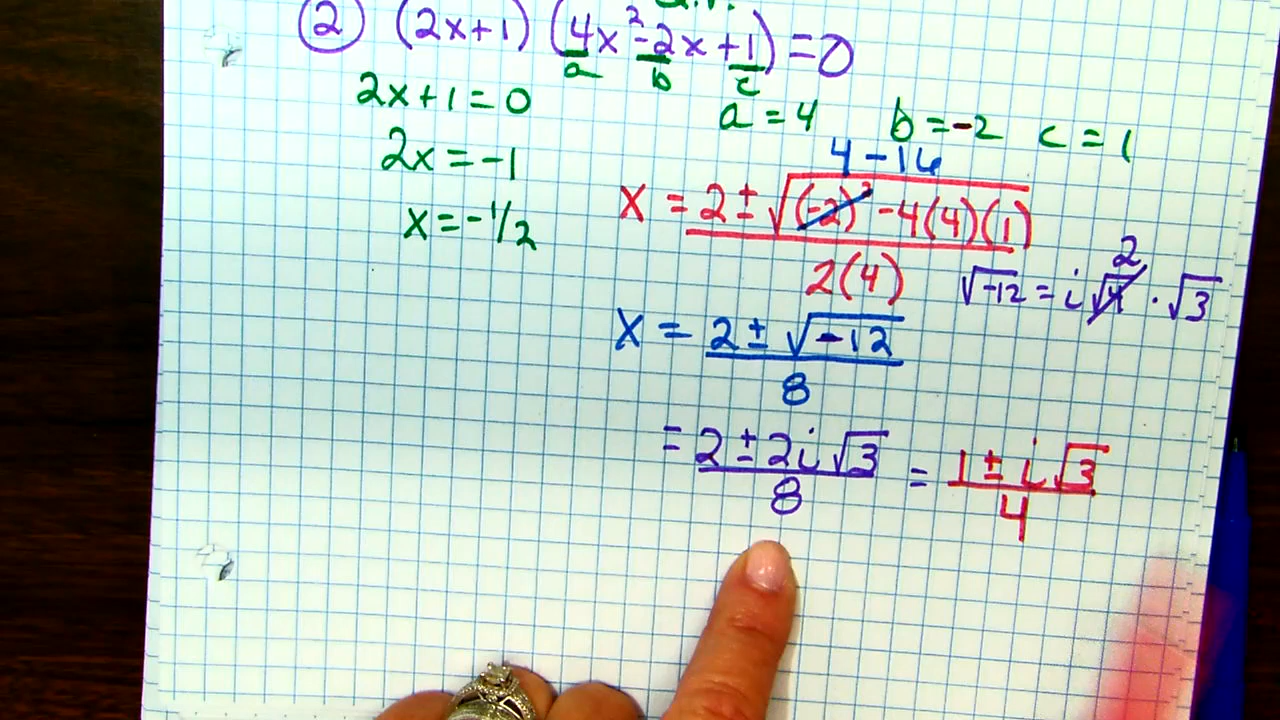 ② (2x+1) (4x²-2x+1) = 0
a b c
2x+1 = 0
a = 4 b = -2 c = 1
2x = -1
4 - 16
x = 2 ± √(-2)² - 4(4)(1)
x = -1/2
2(4)
√-12 = i√4 · √3
2
x = 2 ± √-12
8
= 2 ± 2i√3
8
= 1 ± i√3
4